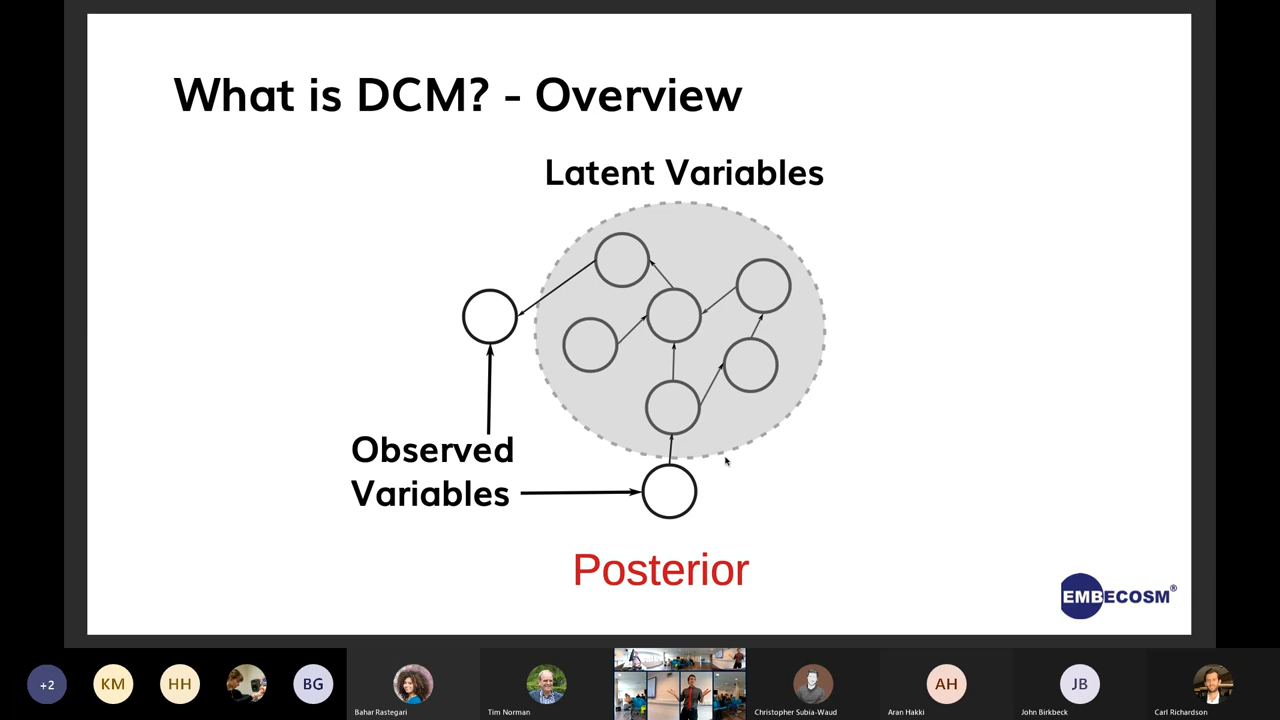 What is DCM? - Overview
Latent Variables
Observed
Variables
Posterior
EMBECOSM®
+2
KM
HH
BG
Bahar Rastegari
Tim Norman
Christopher Subia-Waud
AH
Aran Hakki
JB
John Birkbeck
Carl Richardson